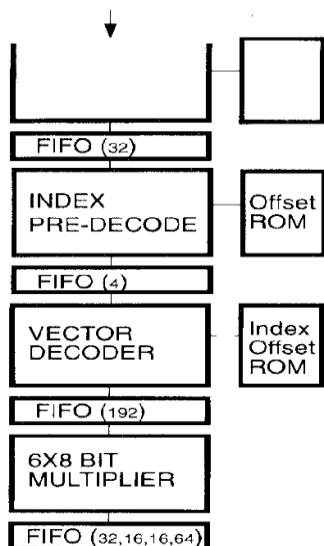 FIFO (32)
INDEX
PRE-DECODE
Offset
ROM
FIFO (4)
VECTOR
DECODER
Index
Offset
ROM
FIFO (192)
6X8 BIT
MULTIPLIER
FIFO (32,16,16,64)